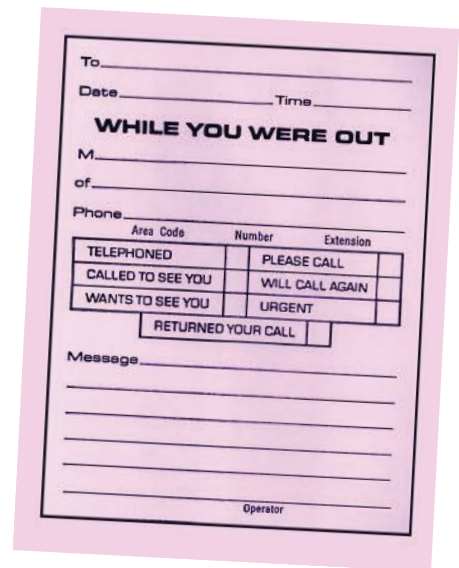 To
Date Time
WHILE YOU WERE OUT
M.
of
Phone
Area Code Number Extension
TELEPHONED PLEASE CALL
CALLED TO SEE YOU WILL CALL AGAIN
WANTS TO SEE YOU URGENT
RETURNED YOUR CALL
Message
Operator